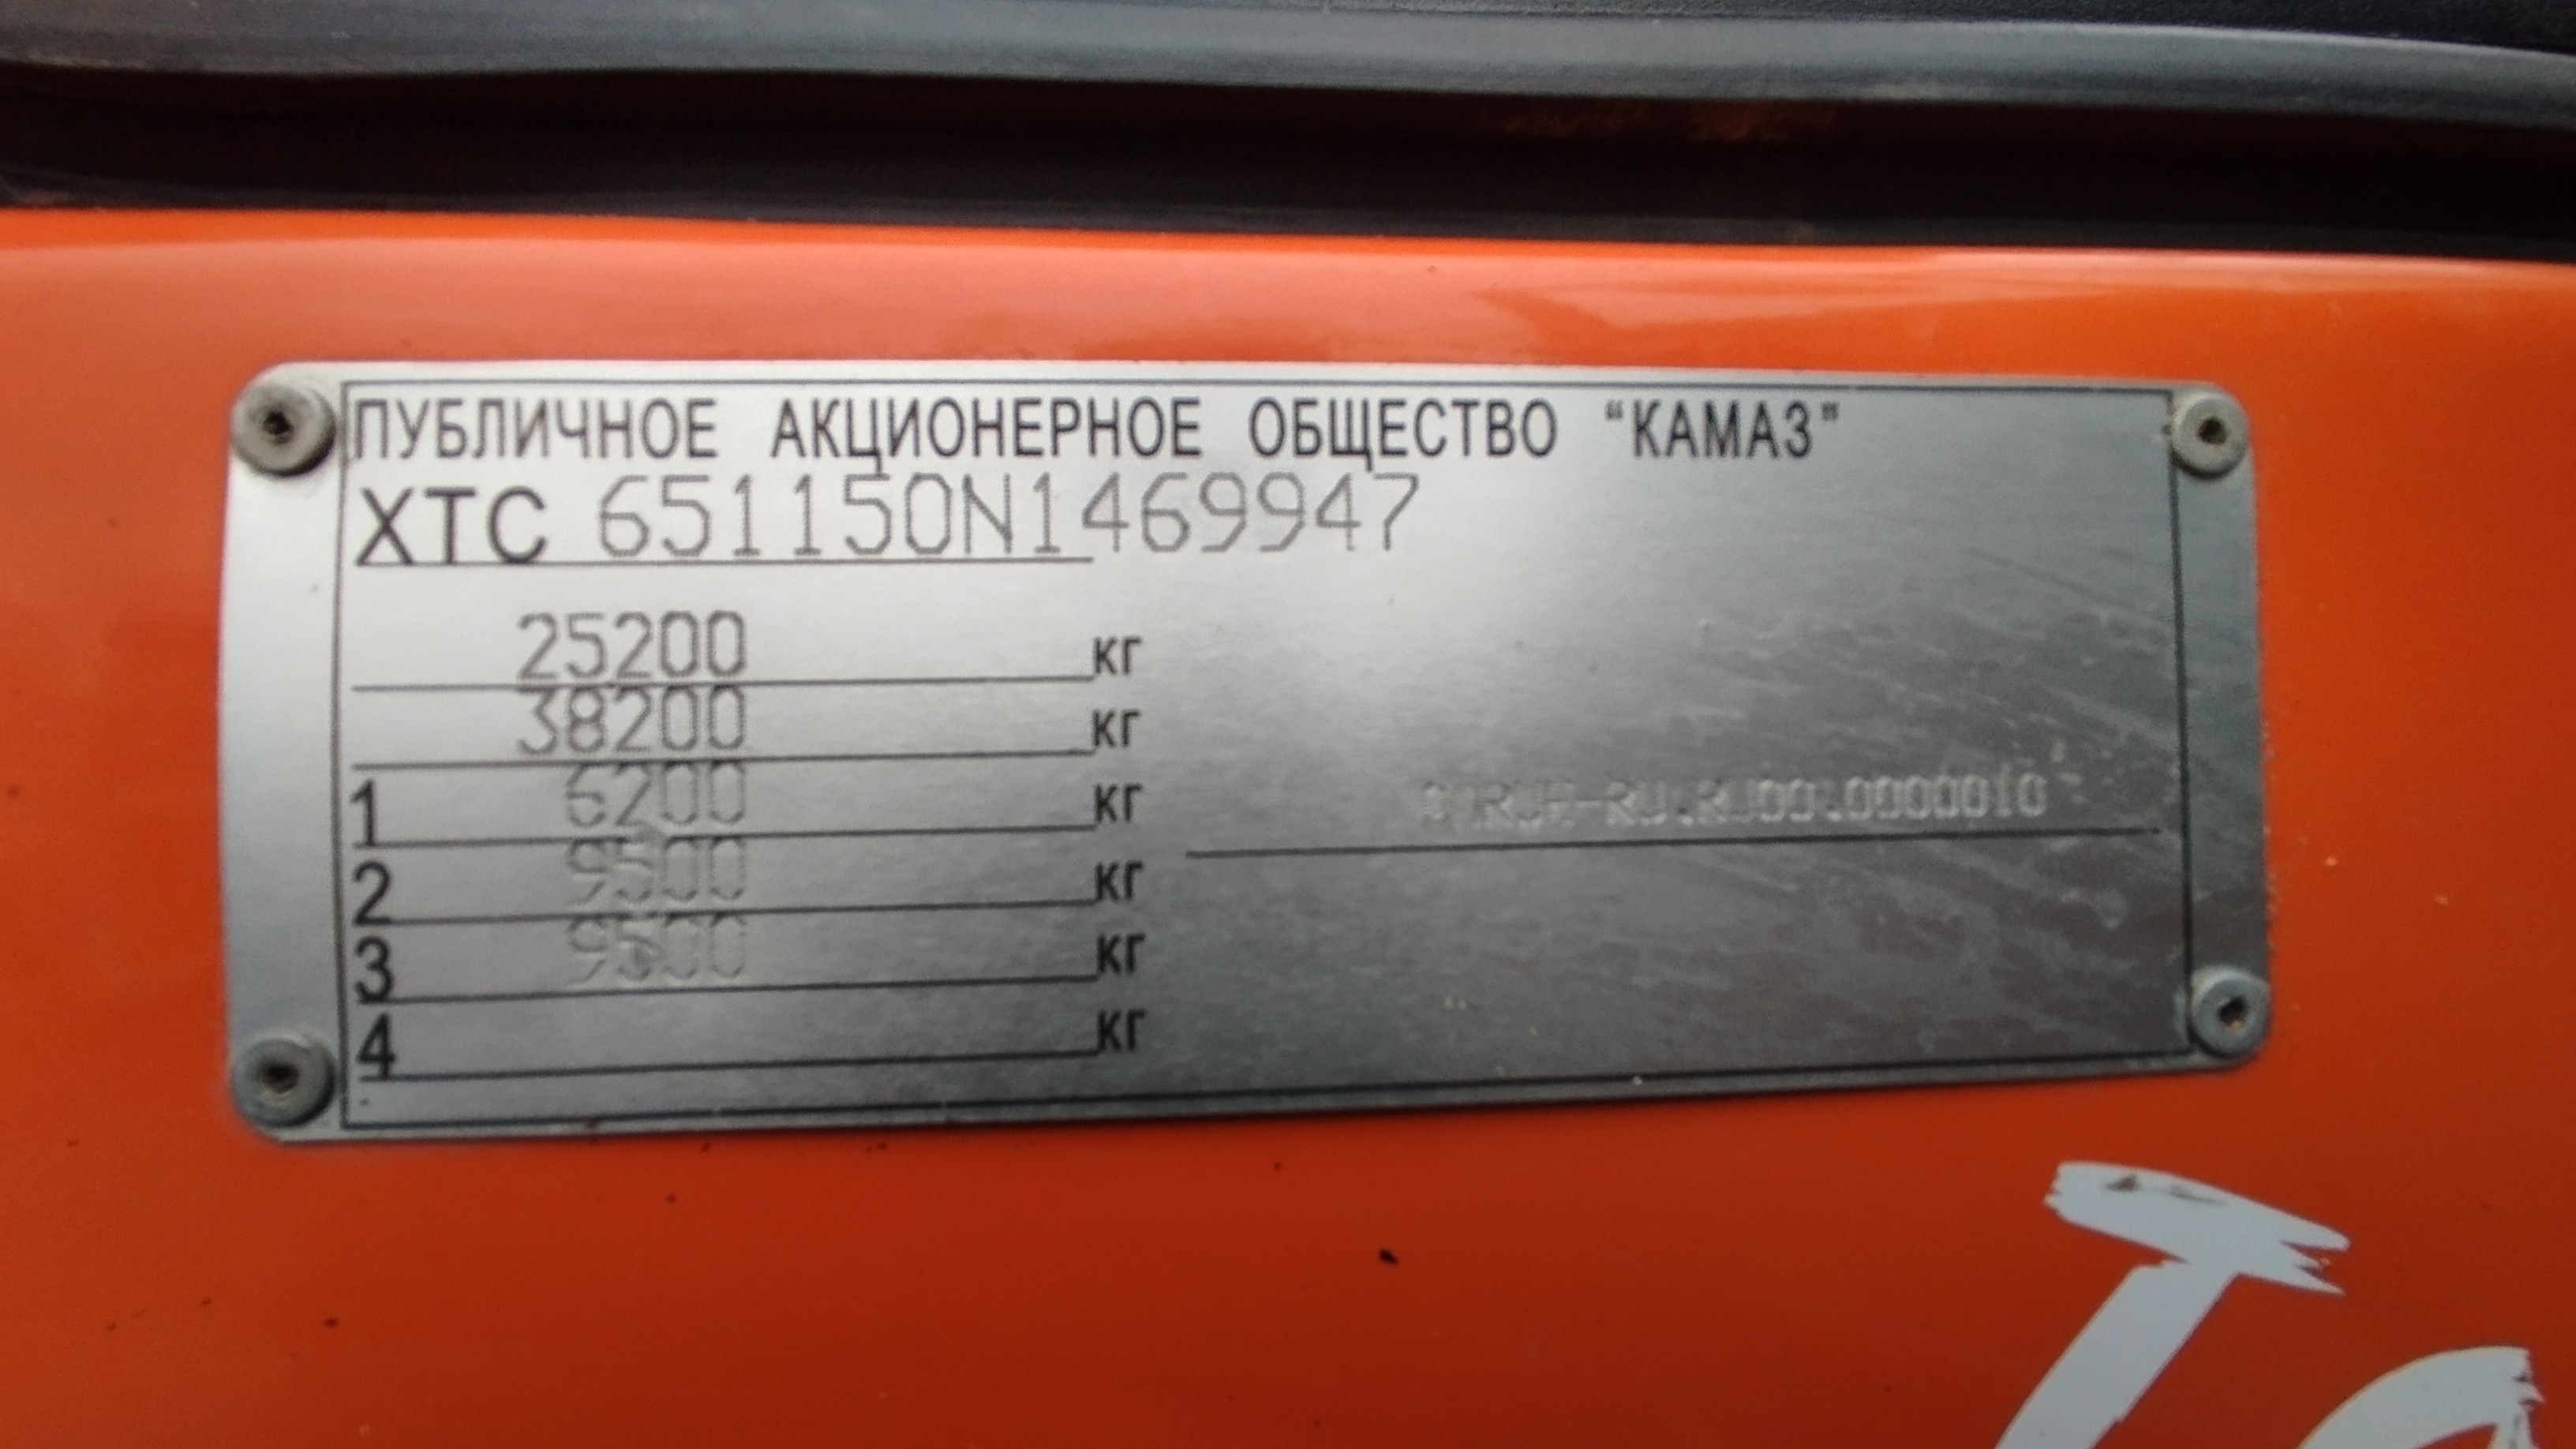 ПУБЛИЧНОЕ АКЦИОНЕРНОЕ ОБЩЕСТВО "КАМАЗ"
XTC 651150N1469947
25200 кг
38200 кг
1 6200 кг
2 9500 кг
3 9500 кг
4 кг